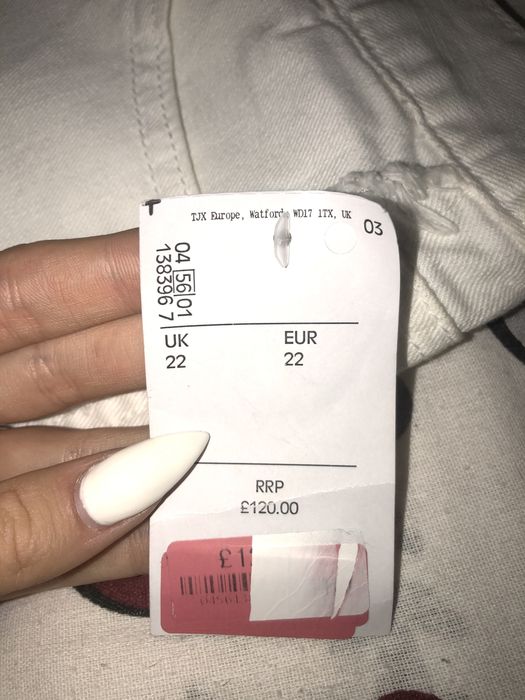 TJX Europe, Watford, WD17 1TX, UK
03
04 56 01
138396 7
UK EUR
22 22
RRP
£120.00